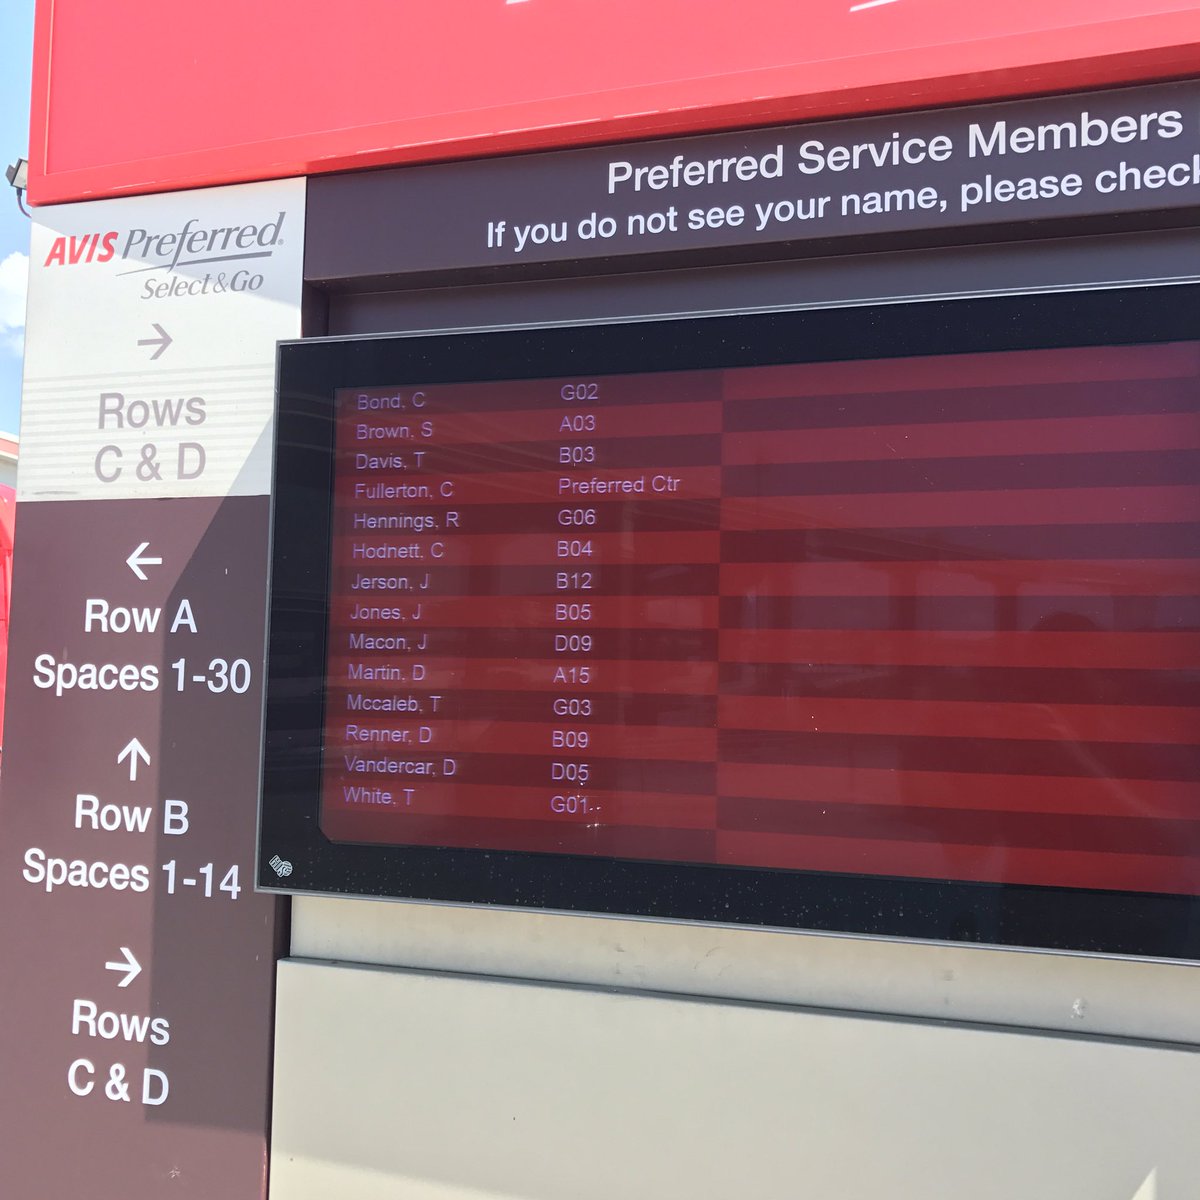 Preferred Service Members
If you do not see your name, please check
AVIS Preferred®
Select&Go
→
Rows
C & D
←
Row A
Spaces 1-30
↑
Row B
Spaces 1-14
→
Rows
C & D
Bond, C G02
Brown, S A03
Davis, T B03
Fullerton, C Preferred Ctr
Hennings, R G06
Hodnett, C B04
Jerson, J B12
Jones, J B05
Macon, J D09
Martin, D A15
Mccaleb, T G03
Renner, D B09
Vandercar, D D05
White, T G01